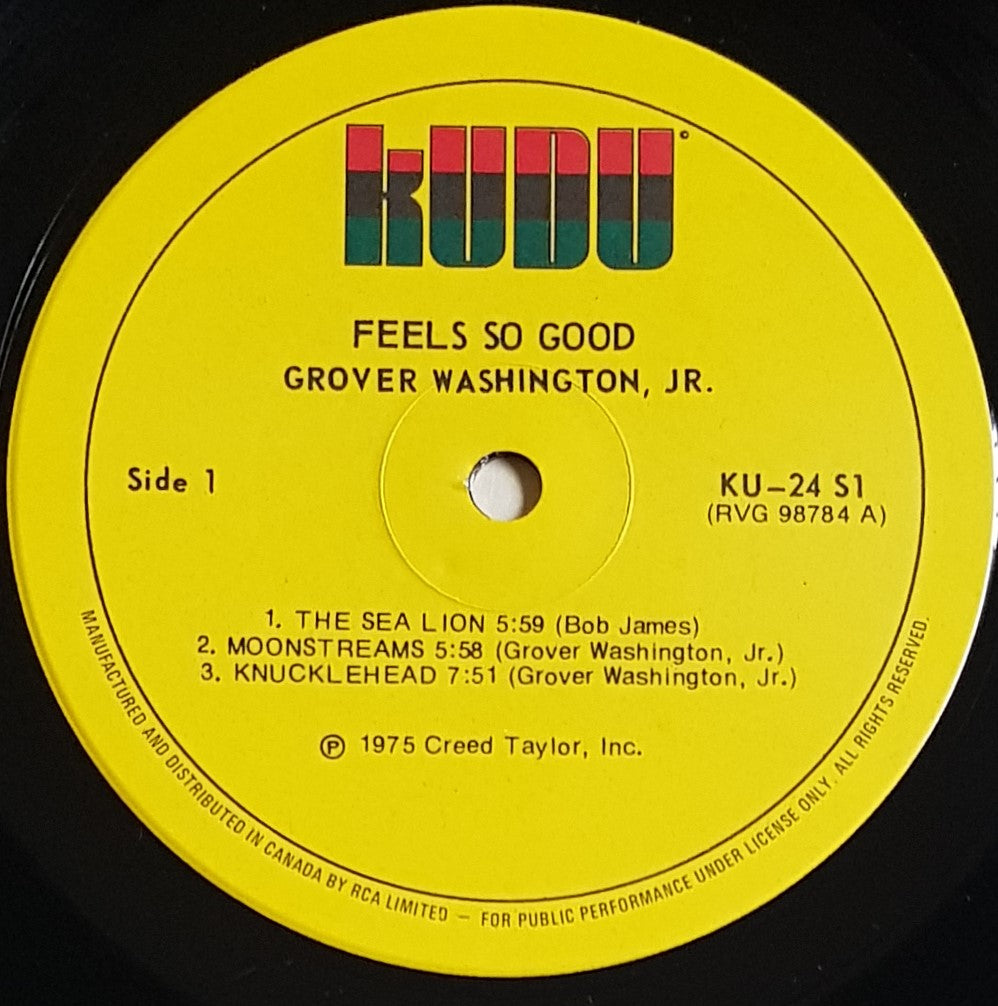 kUDU
FEELS SO GOOD
GROVER WASHINGTON, JR.
Side 1
KU–24 S1
(RVG 98784 A)
1. THE SEA LION 5:59 (Bob James)
2. MOONSTREAMS 5:58 (Grover Washington, Jr.)
3. KNUCKLEHEAD 7:51 (Grover Washington, Jr.)
℗ 1975 Creed Taylor, Inc.
MANUFACTURED AND DISTRIBUTED IN CANADA BY RCA LIMITED – FOR PUBLIC PERFORMANCE UNDER LICENSE ONLY. ALL RIGHTS RESERVED.